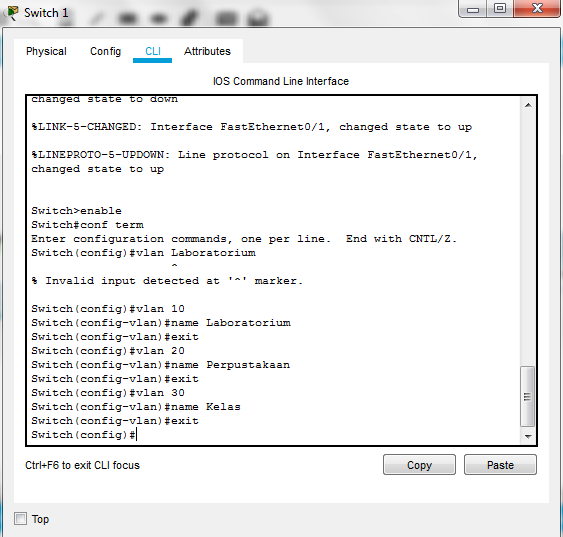 Switch 1
Physical Config CLI Attributes
IOS Command Line Interface
changed state to down
%LINK-5-CHANGED: Interface FastEthernet0/1, changed state to up
%LINEPROTO-5-UPDOWN: Line protocol on Interface FastEthernet0/1,
changed state to up
Switch>enable
Switch#conf term
Enter configuration commands, one per line.  End with CNTL/Z.
Switch(config)#vlan Laboratorium
^
% Invalid input detected at '^' marker.
Switch(config)#vlan 10
Switch(config-vlan)#name Laboratorium
Switch(config-vlan)#exit
Switch(config)#vlan 20
Switch(config-vlan)#name Perpustakaan
Switch(config-vlan)#exit
Switch(config)#vlan 30
Switch(config-vlan)#name Kelas
Switch(config-vlan)#exit
Switch(config)#
Ctrl+F6 to exit CLI focus
Copy Paste
Top